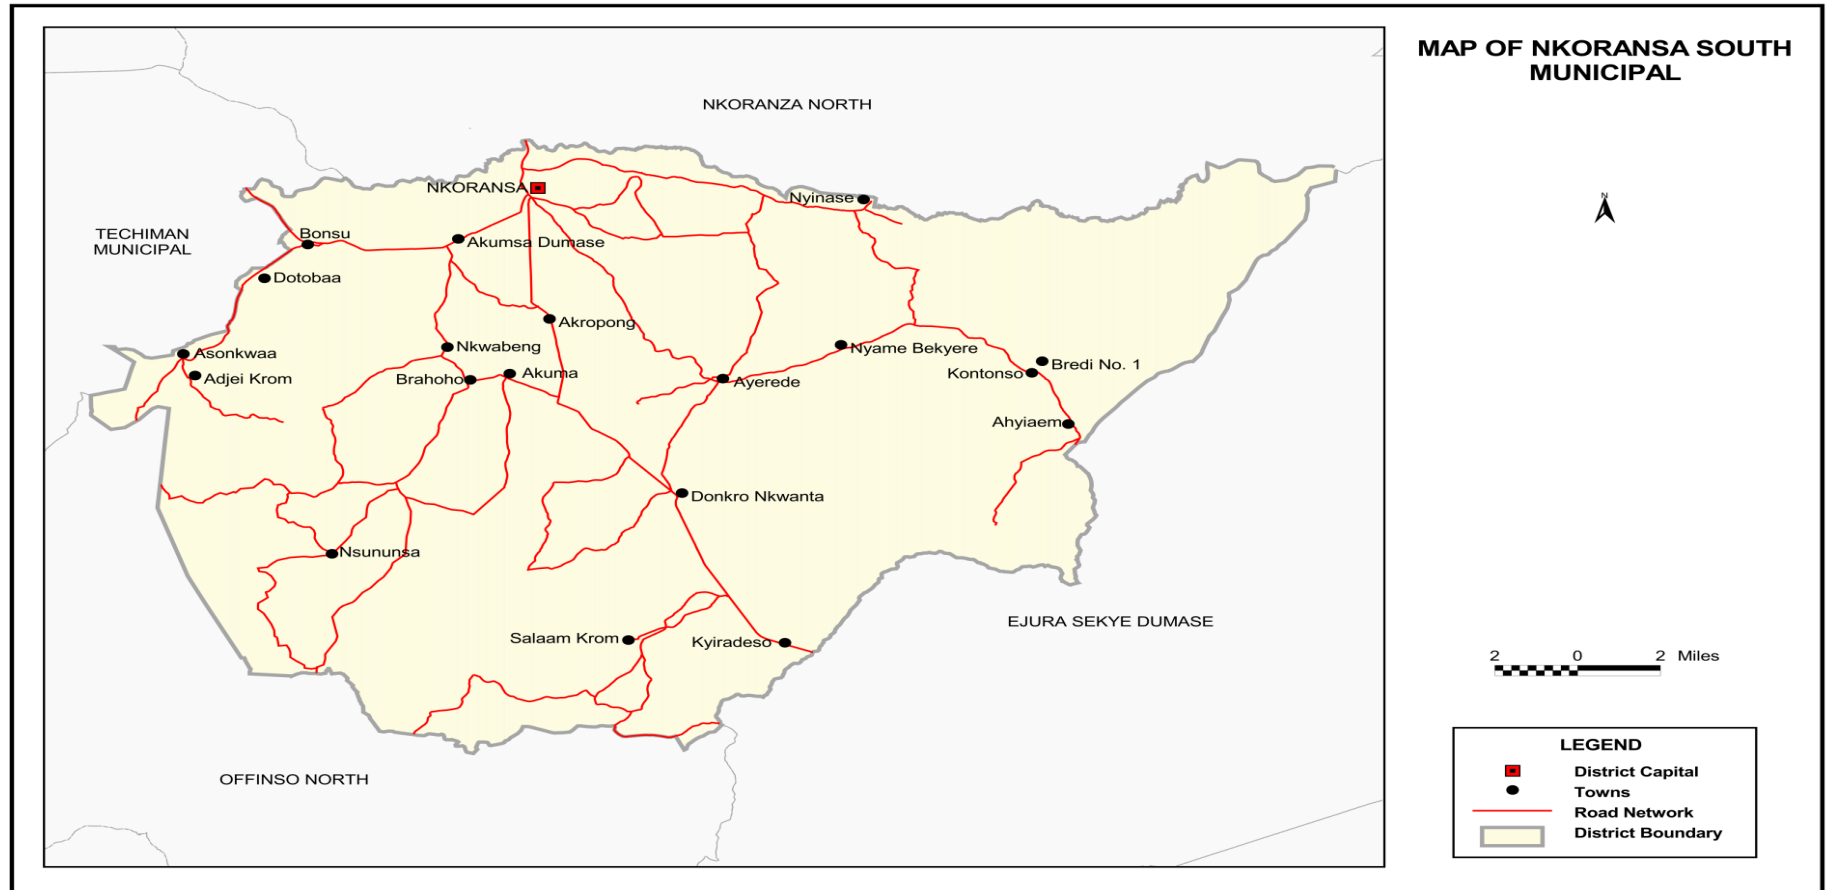 MAP OF NKORANSA SOUTH
MUNICIPAL
NKORANZA NORTH
NKORANSA
Nyinase
TECHIMAN
MUNICIPAL
Bonsu
Akumsa Dumase
Dotobaa
Akropong
Asonkwaa
Nkwabeng
Nyame Bekyere
Adjei Krom
Brahoho
Akuma
Ayerede
Kontonso
Bredi No. 1
Ahyiaem
Donkro Nkwanta
Nsununsa
Salaam Krom
Kyiradeso
EJURA SEKYE DUMASE
OFFINSO NORTH
N
2 0 2 Miles
LEGEND
District Capital
Towns
Road Network
District Boundary